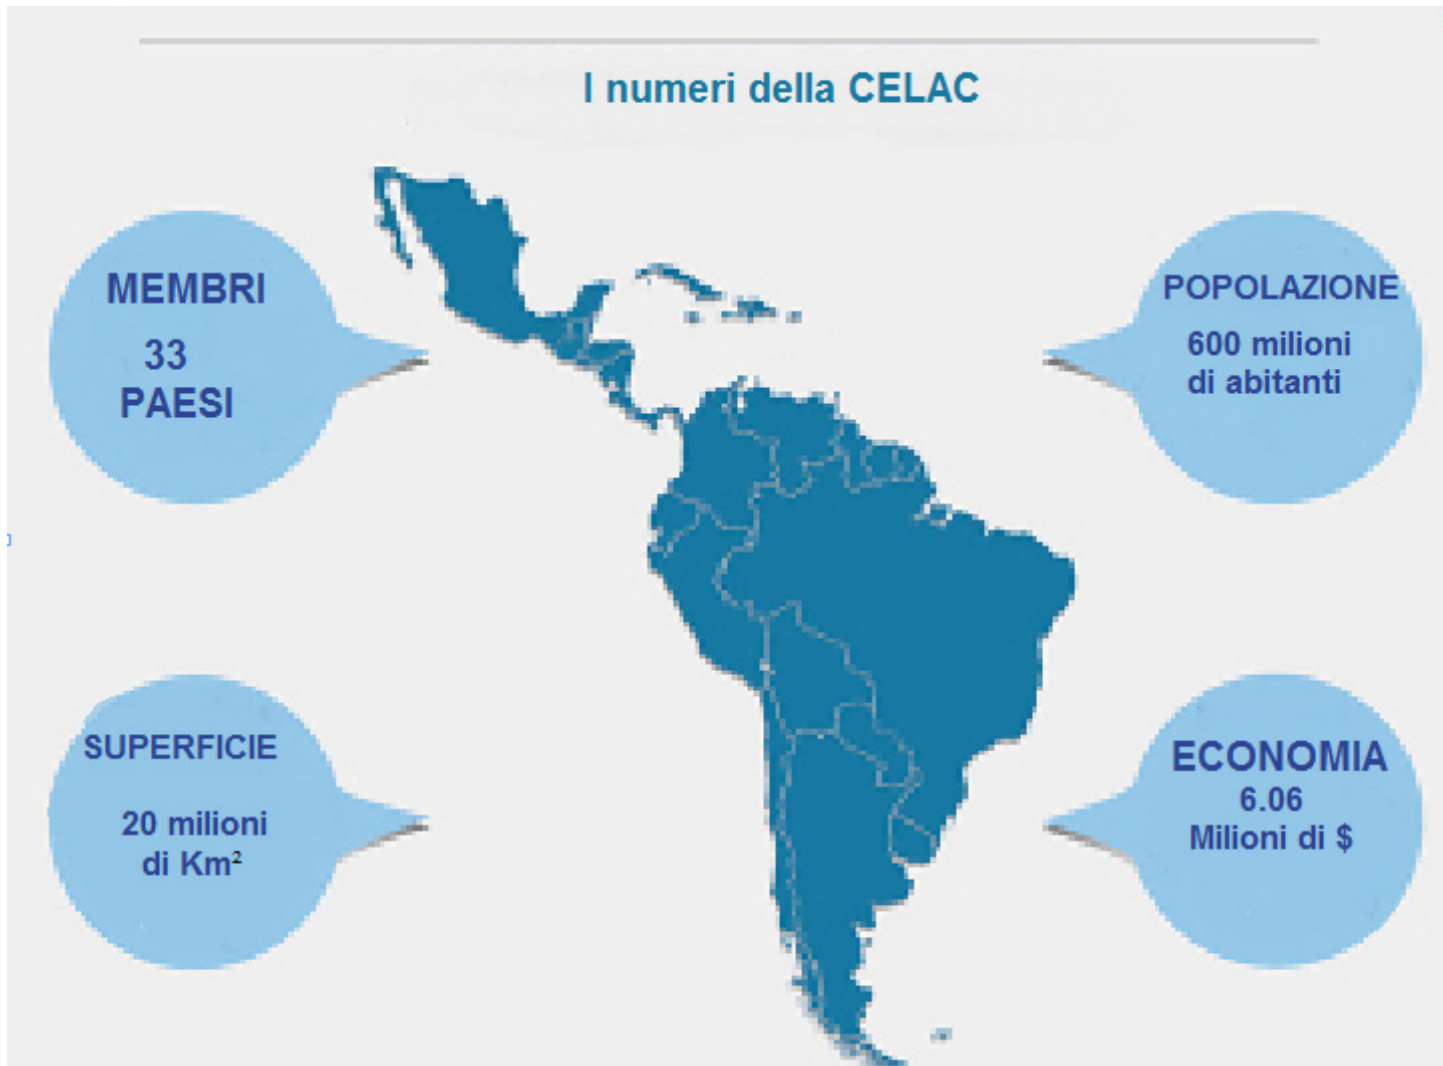 I numeri della CELAC
MEMBRI
33
PAESI
POPOLAZIONE
600 milioni
di abitanti
SUPERFICIE
20 milioni
di Km²
ECONOMIA
6.06
Milioni di $